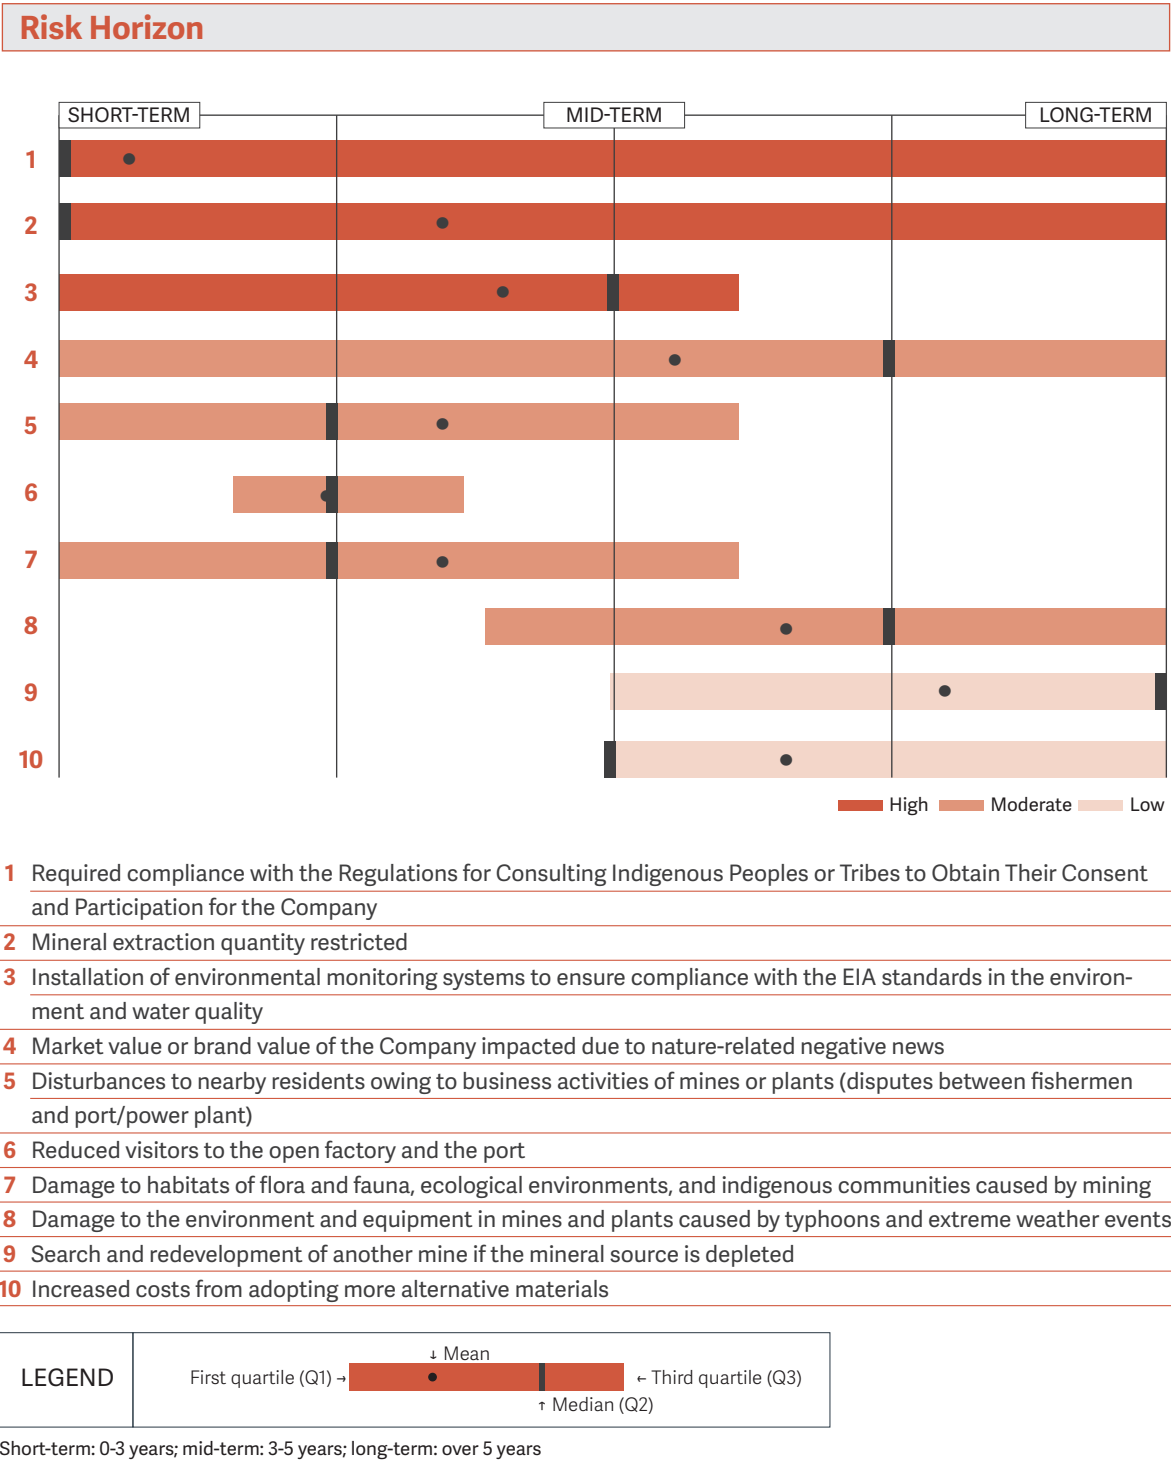 Risk Horizon
SHORT-TERM MID-TERM LONG-TERM
1
2
3
4
5
6
7
8
9
10
High Moderate Low
1 Required compliance with the Regulations for Consulting Indigenous Peoples or Tribes to Obtain Their Consent
and Participation for the Company
2 Mineral extraction quantity restricted
3 Installation of environmental monitoring systems to ensure compliance with the EIA standards in the environ-
ment and water quality
4 Market value or brand value of the Company impacted due to nature-related negative news
5 Disturbances to nearby residents owing to business activities of mines or plants (disputes between fishermen
and port/power plant)
6 Reduced visitors to the open factory and the port
7 Damage to habitats of flora and fauna, ecological environments, and indigenous communities caused by mining
8 Damage to the environment and equipment in mines and plants caused by typhoons and extreme weather events
9 Search and redevelopment of another mine if the mineral source is depleted
10 Increased costs from adopting more alternative materials
↓ Mean
LEGEND First quartile (Q1) → ← Third quartile (Q3)
↑ Median (Q2)
Short-term: 0-3 years; mid-term: 3-5 years; long-term: over 5 years